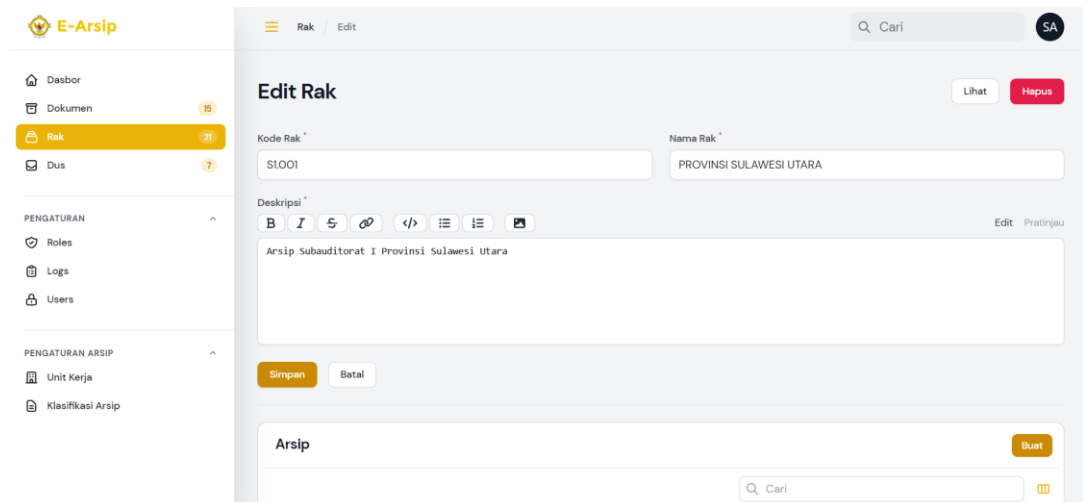 E-Arsip
Dasbor
Dokumen 15
Rak 21
Dus 7
PENGATURAN
Roles
Logs
Users
PENGATURAN ARSIP
Unit Kerja
Klasifikasi Arsip
Rak / Edit
Cari
SA
Edit Rak
Lihat
Hapus
Kode Rak*
S1.001
Nama Rak*
PROVINSI SULAWESI UTARA
Deskripsi*
B I S </>
Edit Pratinjau
Arsip Subauditorat I Provinsi Sulawesi Utara
Simpan
Batal
Arsip
Buat
Cari